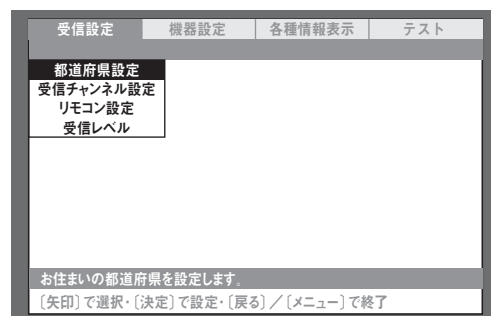 受信設定 機器設定 各種情報表示 テスト
都道府県設定
受信チャンネル設定
リモコン設定
受信レベル
お住まいの都道府県を設定します。
〔矢印〕で選択・〔決定〕で設定・〔戻る〕／〔メニュー〕で終了